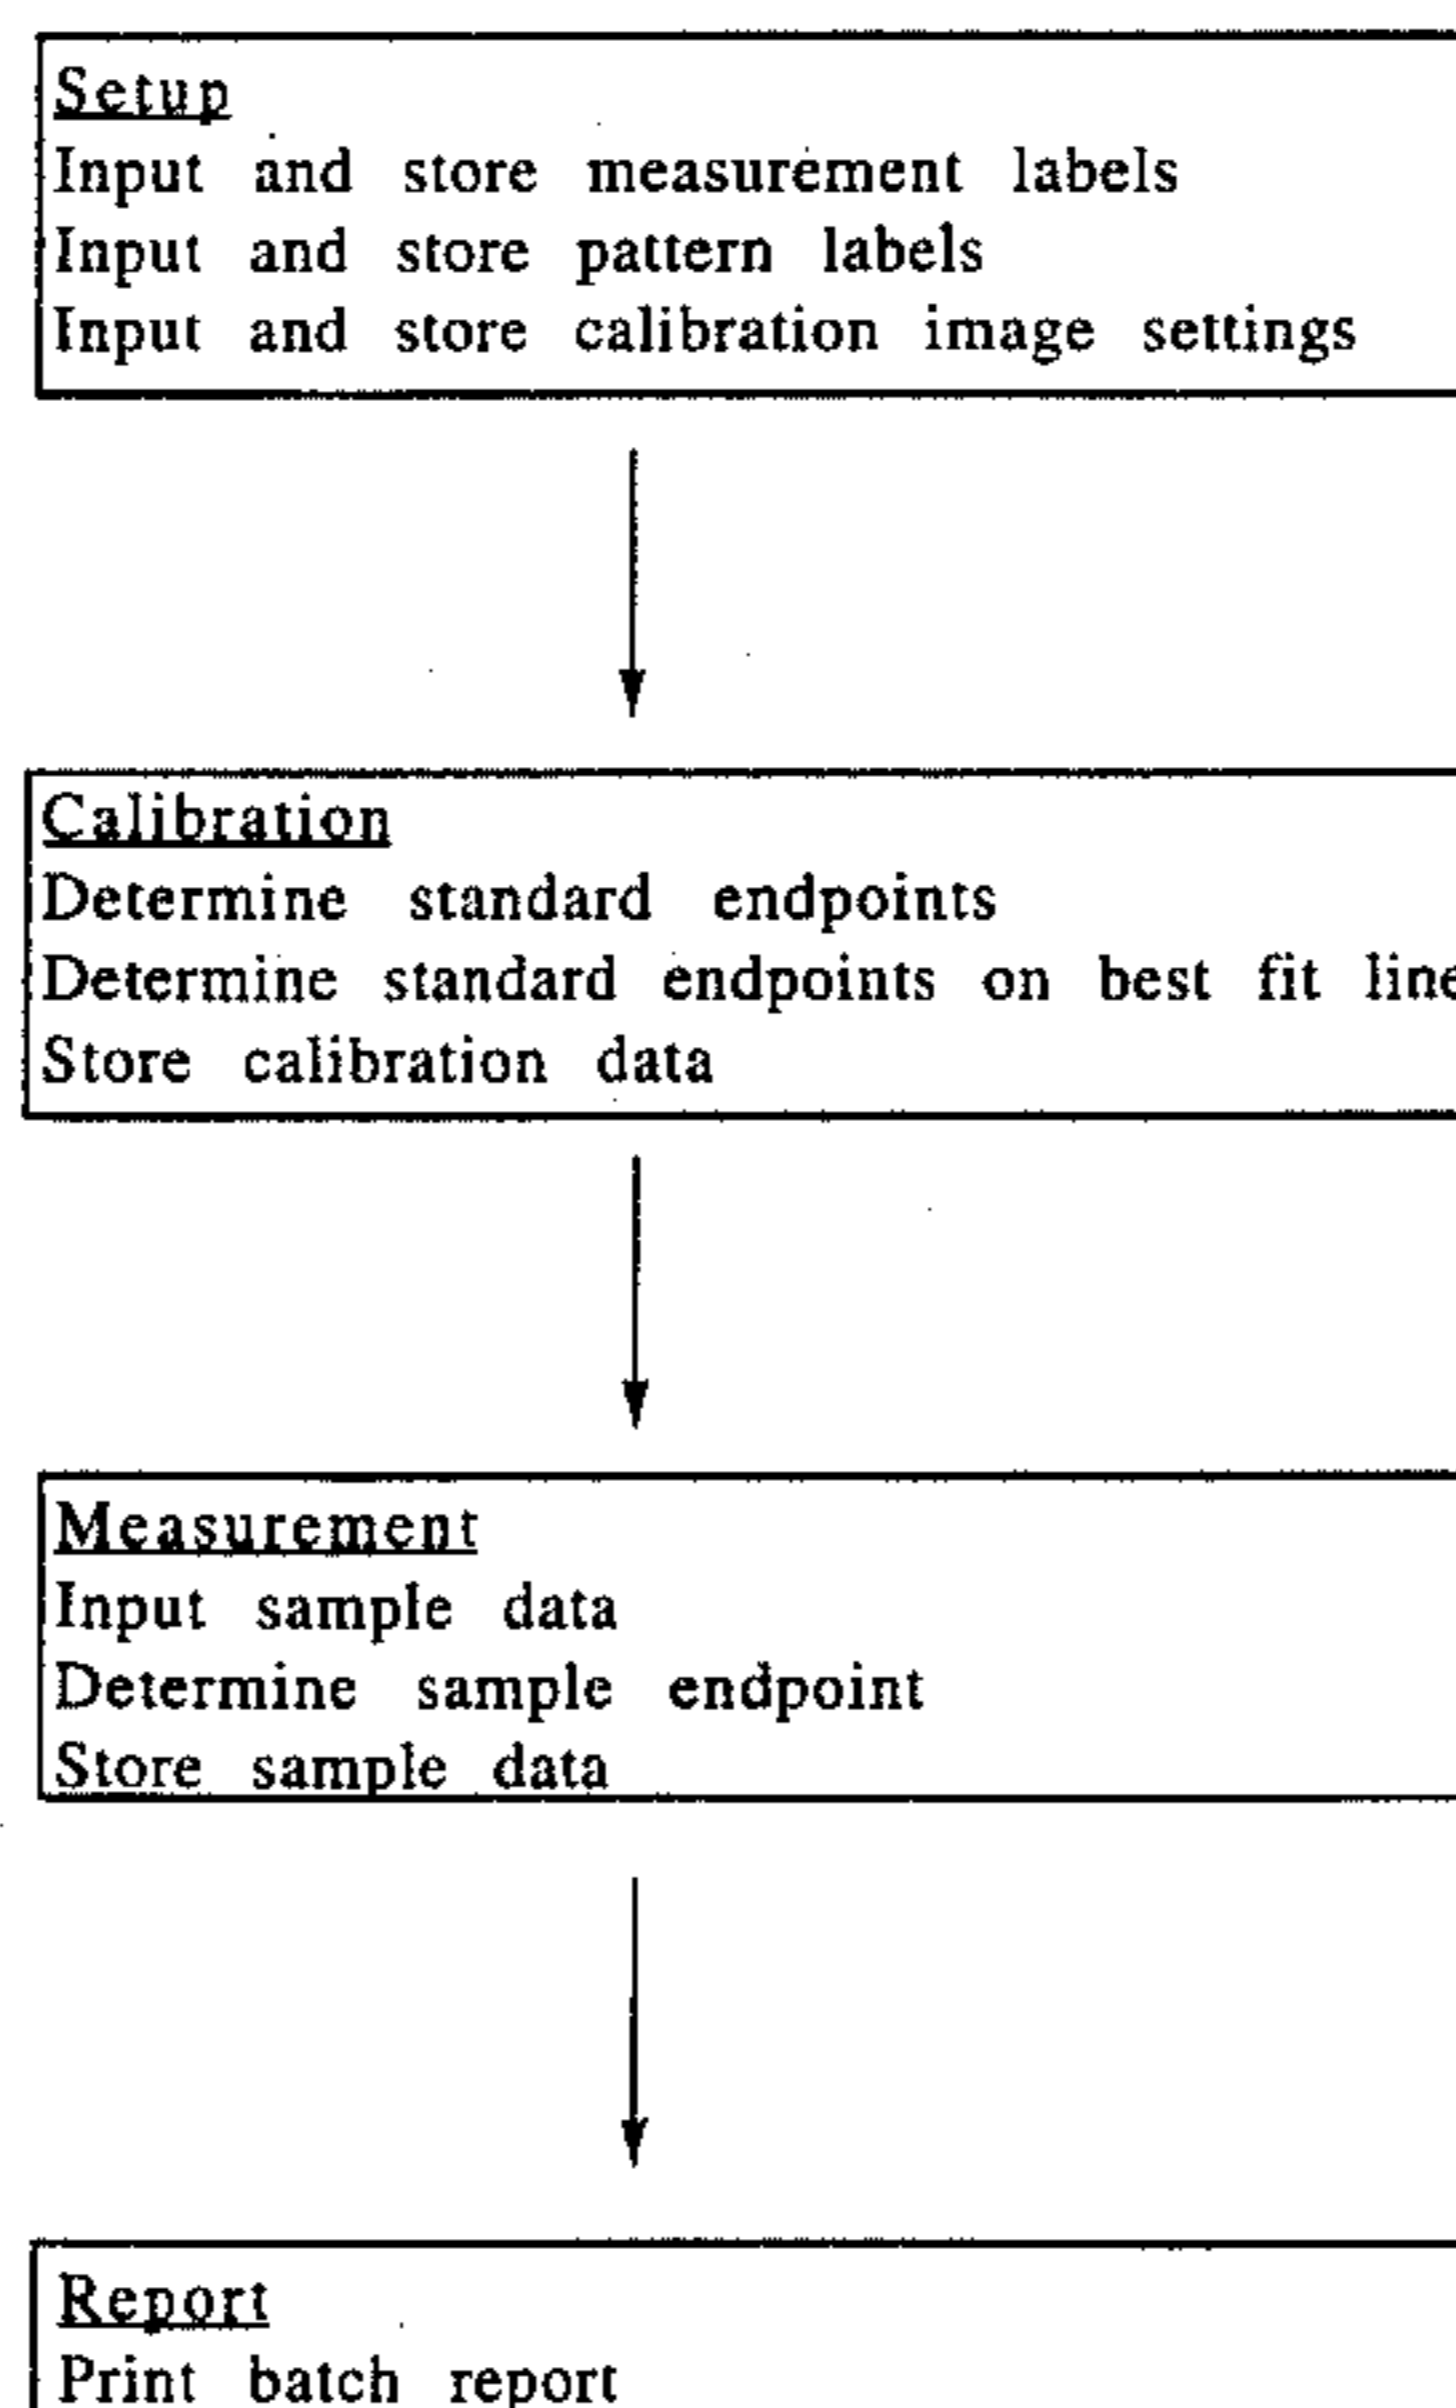 Setup
Input and store measurement labels
Input and store pattern labels
Input and store calibration image settings
Calibration
Determine standard endpoints
Determine standard endpoints on best fit line
Store calibration data
Measurement
Input sample data
Determine sample endpoint
Store sample data
Report
Print batch report